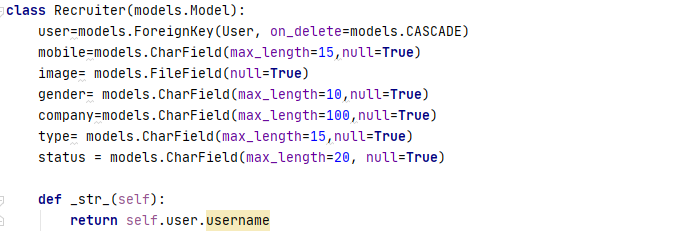 class Recruiter(models.Model):
    user=models.ForeignKey(User, on_delete=models.CASCADE)
    mobile=models.CharField(max_length=15,null=True)
    image= models.FileField(null=True)
    gender= models.CharField(max_length=10,null=True)
    company=models.CharField(max_length=100,null=True)
    type= models.CharField(max_length=15,null=True)
    status = models.CharField(max_length=20, null=True)
    def _str_(self):
        return self.user.username